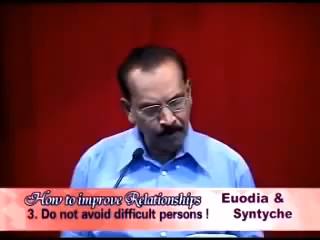 How to improve Relationships
3. Do not avoid difficult persons !
Euodia &
Syntyche